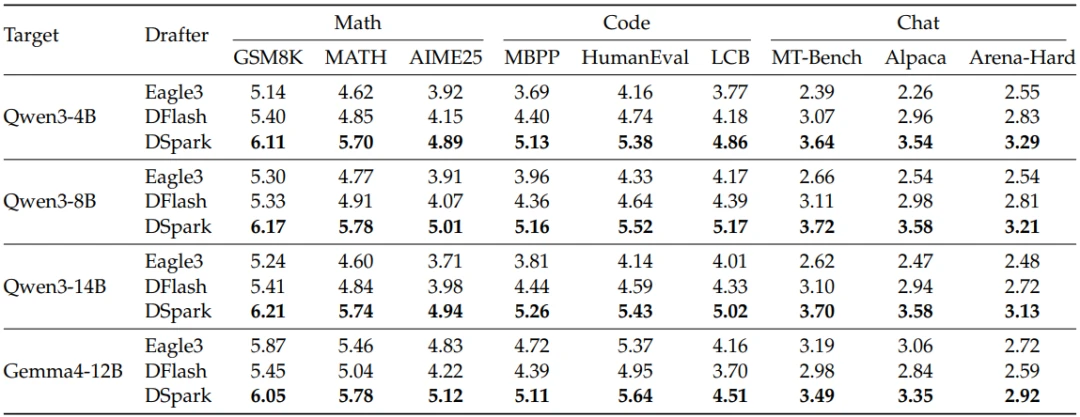 Target Drafter Math Code Chat
GSM8K MATH AIME25 MBPP HumanEval LCB MT-Bench Alpaca Arena-Hard
Eagle3 5.14 4.62 3.92 3.69 4.16 3.77 2.39 2.26 2.55
Qwen3-4B DFlash 5.40 4.85 4.15 4.40 4.74 4.18 3.07 2.96 2.83
DSpark 6.11 5.70 4.89 5.13 5.38 4.86 3.64 3.54 3.29
Eagle3 5.30 4.77 3.91 3.96 4.33 4.17 2.66 2.54 2.54
Qwen3-8B DFlash 5.33 4.91 4.07 4.36 4.64 4.39 3.11 2.98 2.81
DSpark 6.17 5.78 5.01 5.16 5.52 5.17 3.72 3.58 3.21
Eagle3 5.24 4.60 3.71 3.81 4.14 4.01 2.62 2.47 2.48
Qwen3-14B DFlash 5.41 4.84 3.98 4.44 4.59 4.33 3.10 2.94 2.72
DSpark 6.21 5.74 4.94 5.26 5.43 5.02 3.70 3.58 3.13
Eagle3 5.87 5.46 4.83 4.72 5.37 4.16 3.19 3.06 2.72
Gemma4-12B DFlash 5.45 5.04 4.22 4.39 4.95 3.70 2.98 2.84 2.59
DSpark 6.05 5.78 5.12 5.11 5.64 4.51 3.49 3.35 2.92